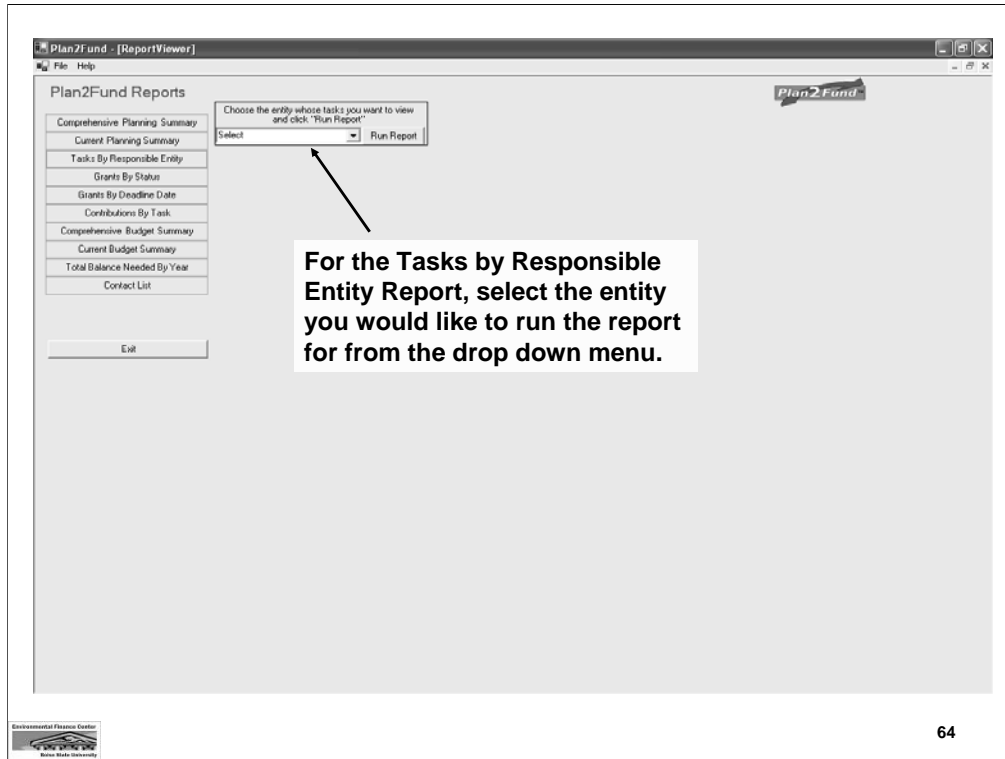 Plan2Fund - [ReportViewer]
File Help
Plan2Fund Reports
Plan2Fund
Choose the entity whose tasks you want to view
and click "Run Report"
Select
Run Report
Comprehensive Planning Summary
Current Planning Summary
Tasks By Responsible Entity
Grants By Status
Grants By Deadline Date
Contributions By Task
Comprehensive Budget Summary
Current Budget Summary
Total Balance Needed By Year
Contact List
Exit
For the Tasks by Responsible
Entity Report, select the entity
you would like to run the report
for from the drop down menu.
Environmental Finance Center
Boise State University
64